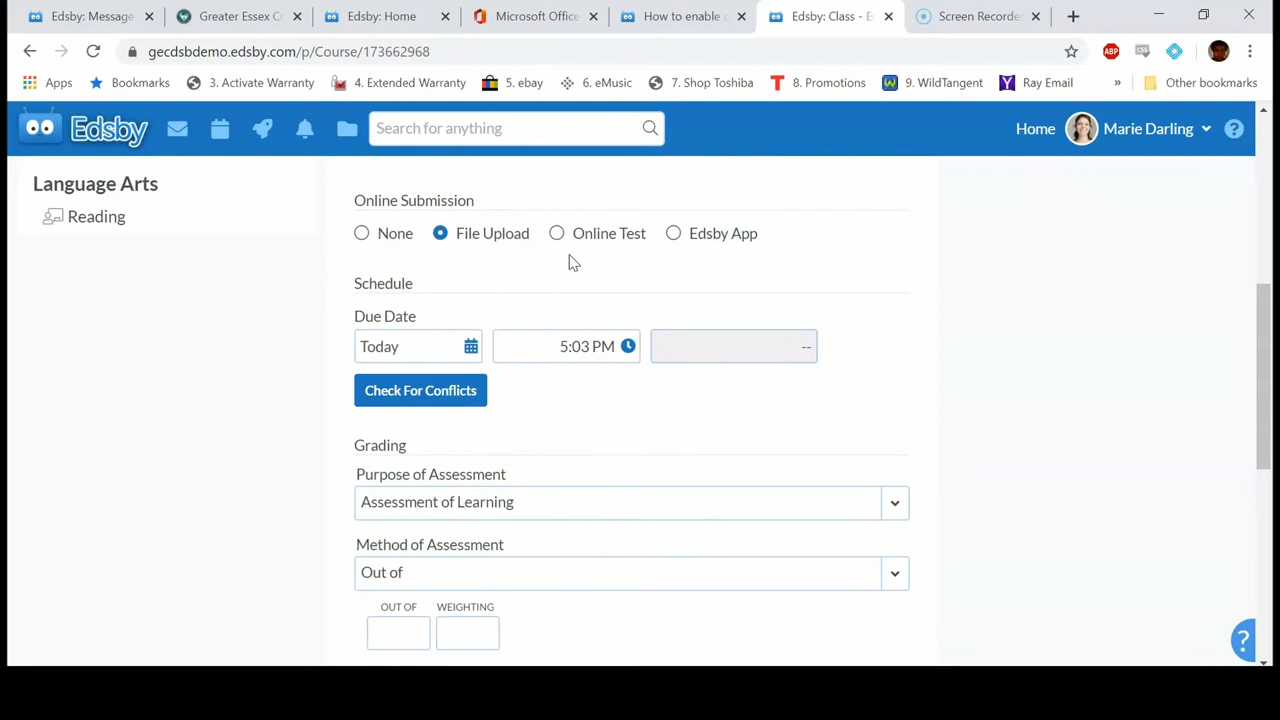 Edsby: Message
Greater Essex Co
Edsby: Home
Microsoft Office
How to enable c
Edsby: Class - E
Screen Recorde
gecdsbdemo.edsby.com/p/Course/173662968
ABP
CSS
Apps
Bookmarks
3. Activate Warranty
4. Extended Warranty
5. ebay
6. eMusic
7. Shop Toshiba
8. Promotions
9. WildTangent
Ray Email
»
Other bookmarks
Edsby
Search for anything
Home
Marie Darling
?
Language Arts
Reading
Online Submission
None
File Upload
Online Test
Edsby App
Schedule
Due Date
Today
5:03 PM
--
Check For Conflicts
Grading
Purpose of Assessment
Assessment of Learning
Method of Assessment
Out of
OUT OF
WEIGHTING
?